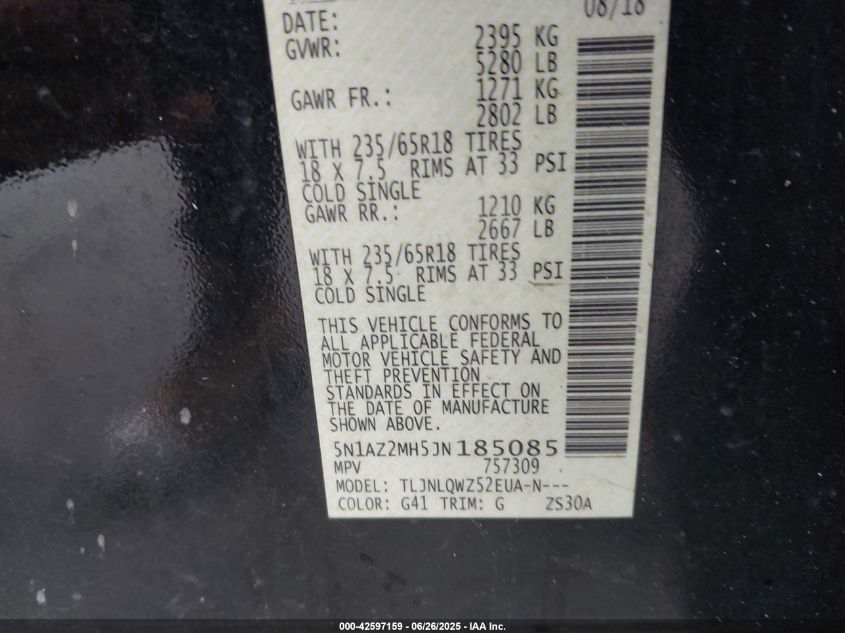 DATE: 08/18
GVWR: 2395 KG
5280 LB
GAWR FR.: 1271 KG
2802 LB
WITH 235/65R18 TIRES
18 X 7.5 RIMS AT 33 PSI
COLD SINGLE
GAWR RR.: 1210 KG
2667 LB
WITH 235/65R18 TIRES
18 X 7.5 RIMS AT 33 PSI
COLD SINGLE
THIS VEHICLE CONFORMS TO
ALL APPLICABLE FEDERAL
MOTOR VEHICLE SAFETY AND
THEFT PREVENTION
STANDARDS IN EFFECT ON
THE DATE OF MANUFACTURE
SHOWN ABOVE.
5N1AZ2MH5JN185085
MPV 757309
MODEL: TLJNLQWZ52EUA-N---
COLOR: G41 TRIM: G ZS30A
000-42597159 - 06/26/2025 - IAA Inc.